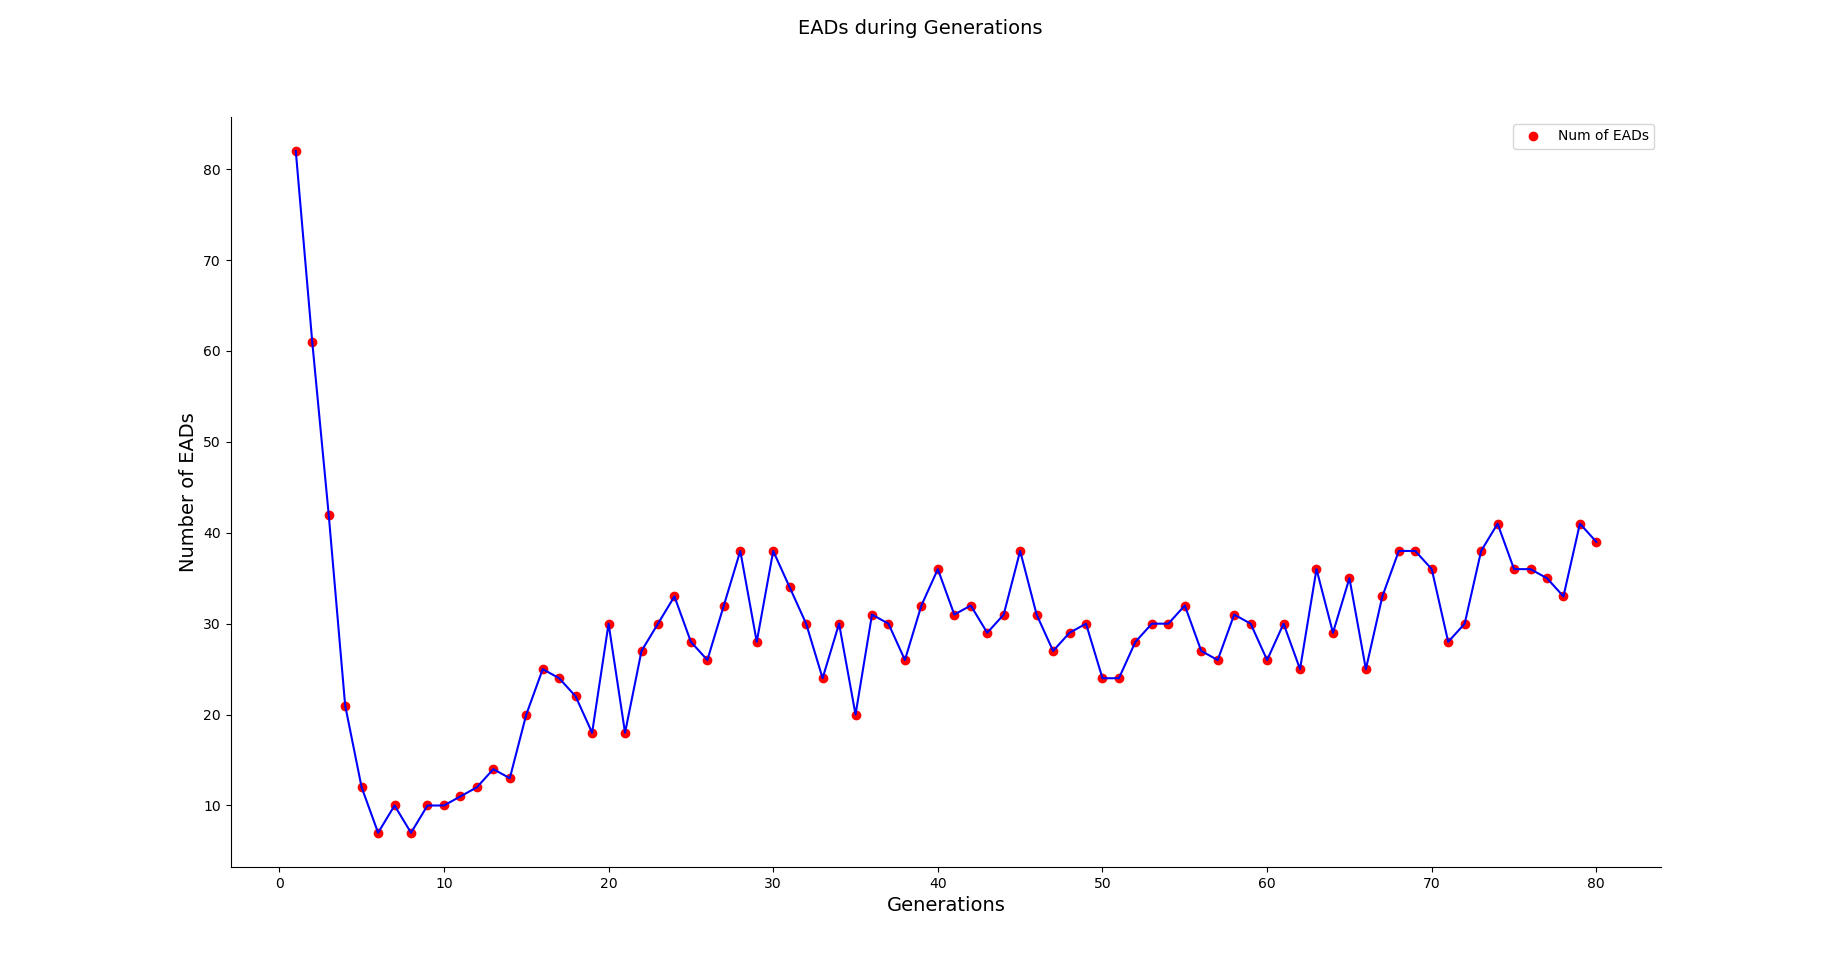 EADs during Generations
Num of EADs
Number of EADs
80
70
60
50
40
30
20
10
0 10 20 30 40 50 60 70 80
Generations